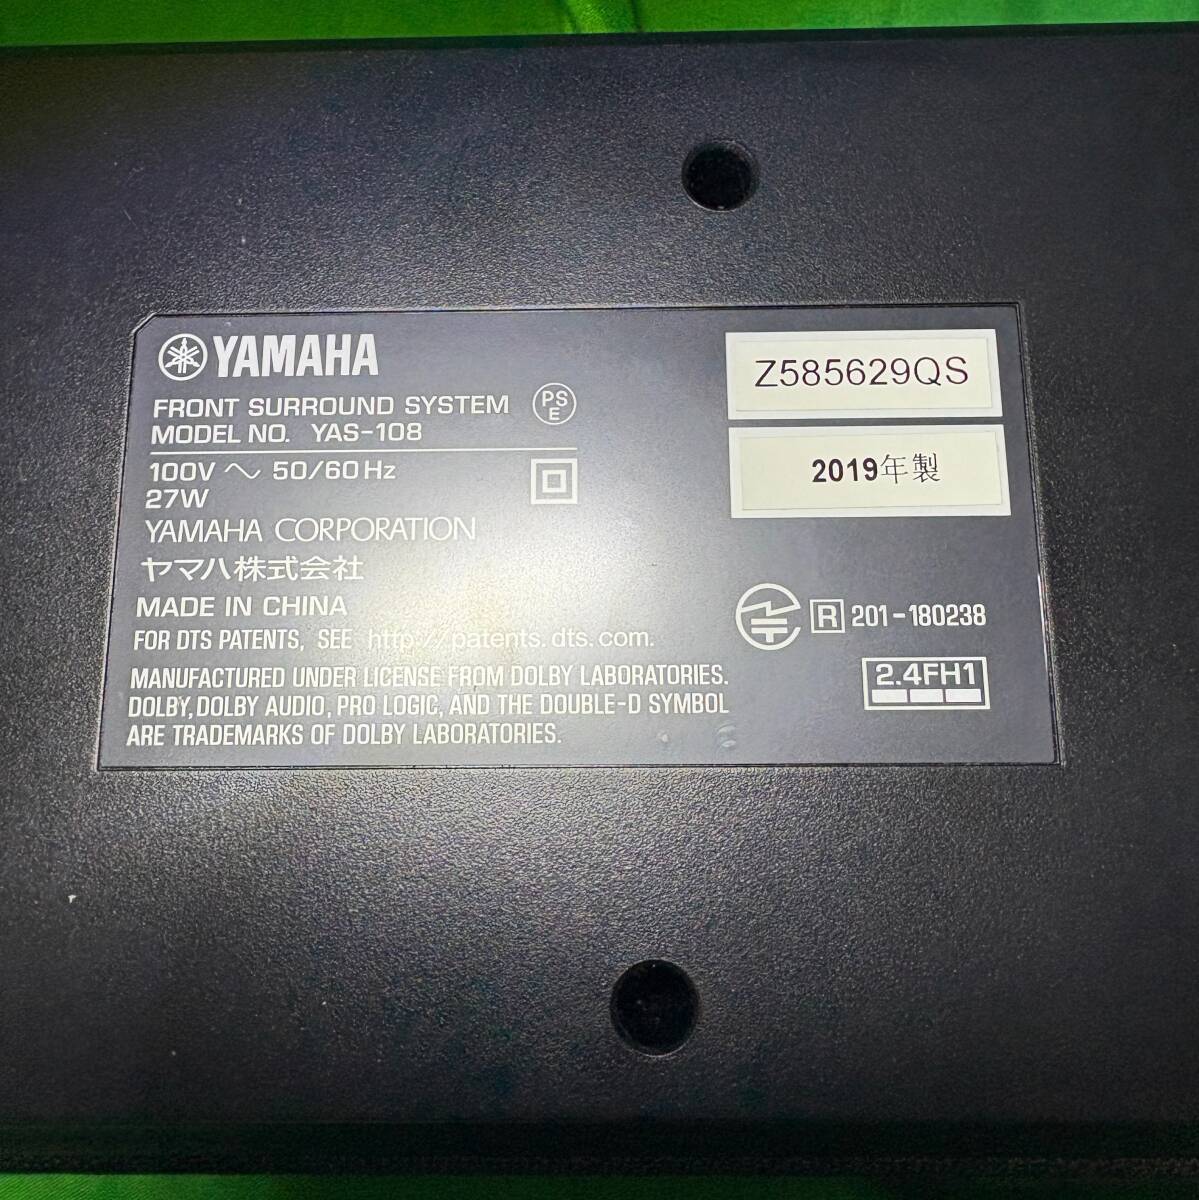 YAMAHA
FRONT SURROUND SYSTEM
MODEL NO. YAS-108
PS
E
100V ～ 50/60Hz
27W
YAMAHA CORPORATION
ヤマハ株式会社
MADE IN CHINA
FOR DTS PATENTS, SEE http://patents.dts.com.
MANUFACTURED UNDER LICENSE FROM DOLBY LABORATORIES.
DOLBY, DOLBY AUDIO, PRO LOGIC, AND THE DOUBLE-D SYMBOL
ARE TRADEMARKS OF DOLBY LABORATORIES.
Z585629QS
2019年製
R 201-180238
2.4FH1